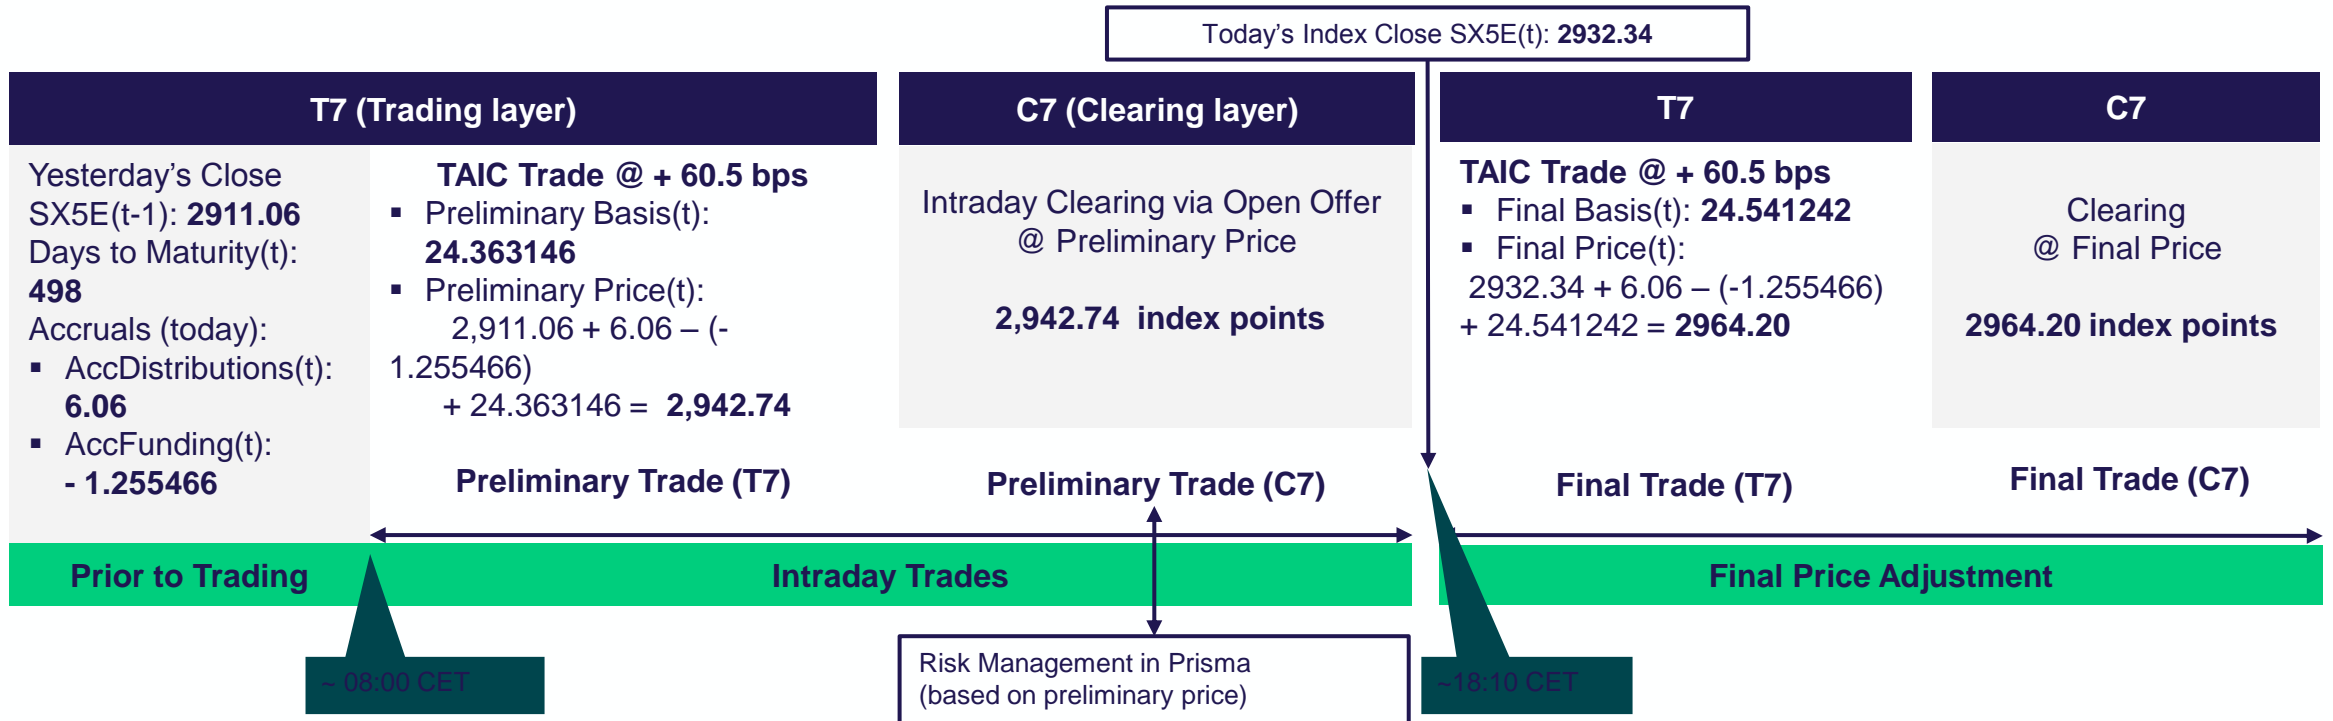 Today's Index Close SX5E(t): 2932.34
T7 (Trading layer)
C7 (Clearing layer)
T7
C7
Yesterday's Close
SX5E(t-1): 2911.06
Days to Maturity(t):
498
Accruals (today):
▪ AccDistributions(t):
6.06
▪ AccFunding(t):
- 1.255466
TAIC Trade @ + 60.5 bps
▪ Preliminary Basis(t):
24.363146
▪ Preliminary Price(t):
2,911.06 + 6.06 – (-
1.255466)
+ 24.363146 = 2,942.74
Preliminary Trade (T7)
Intraday Clearing via Open Offer
@ Preliminary Price
2,942.74 index points
Preliminary Trade (C7)
TAIC Trade @ + 60.5 bps
▪ Final Basis(t): 24.541242
▪ Final Price(t):
2932.34 + 6.06 – (-1.255466)
+ 24.541242 = 2964.20
Final Trade (T7)
Clearing
@ Final Price
2964.20 index points
Final Trade (C7)
Prior to Trading
Intraday Trades
Final Price Adjustment
~ 08:00 CET
Risk Management in Prisma
(based on preliminary price)
~18:10 CET